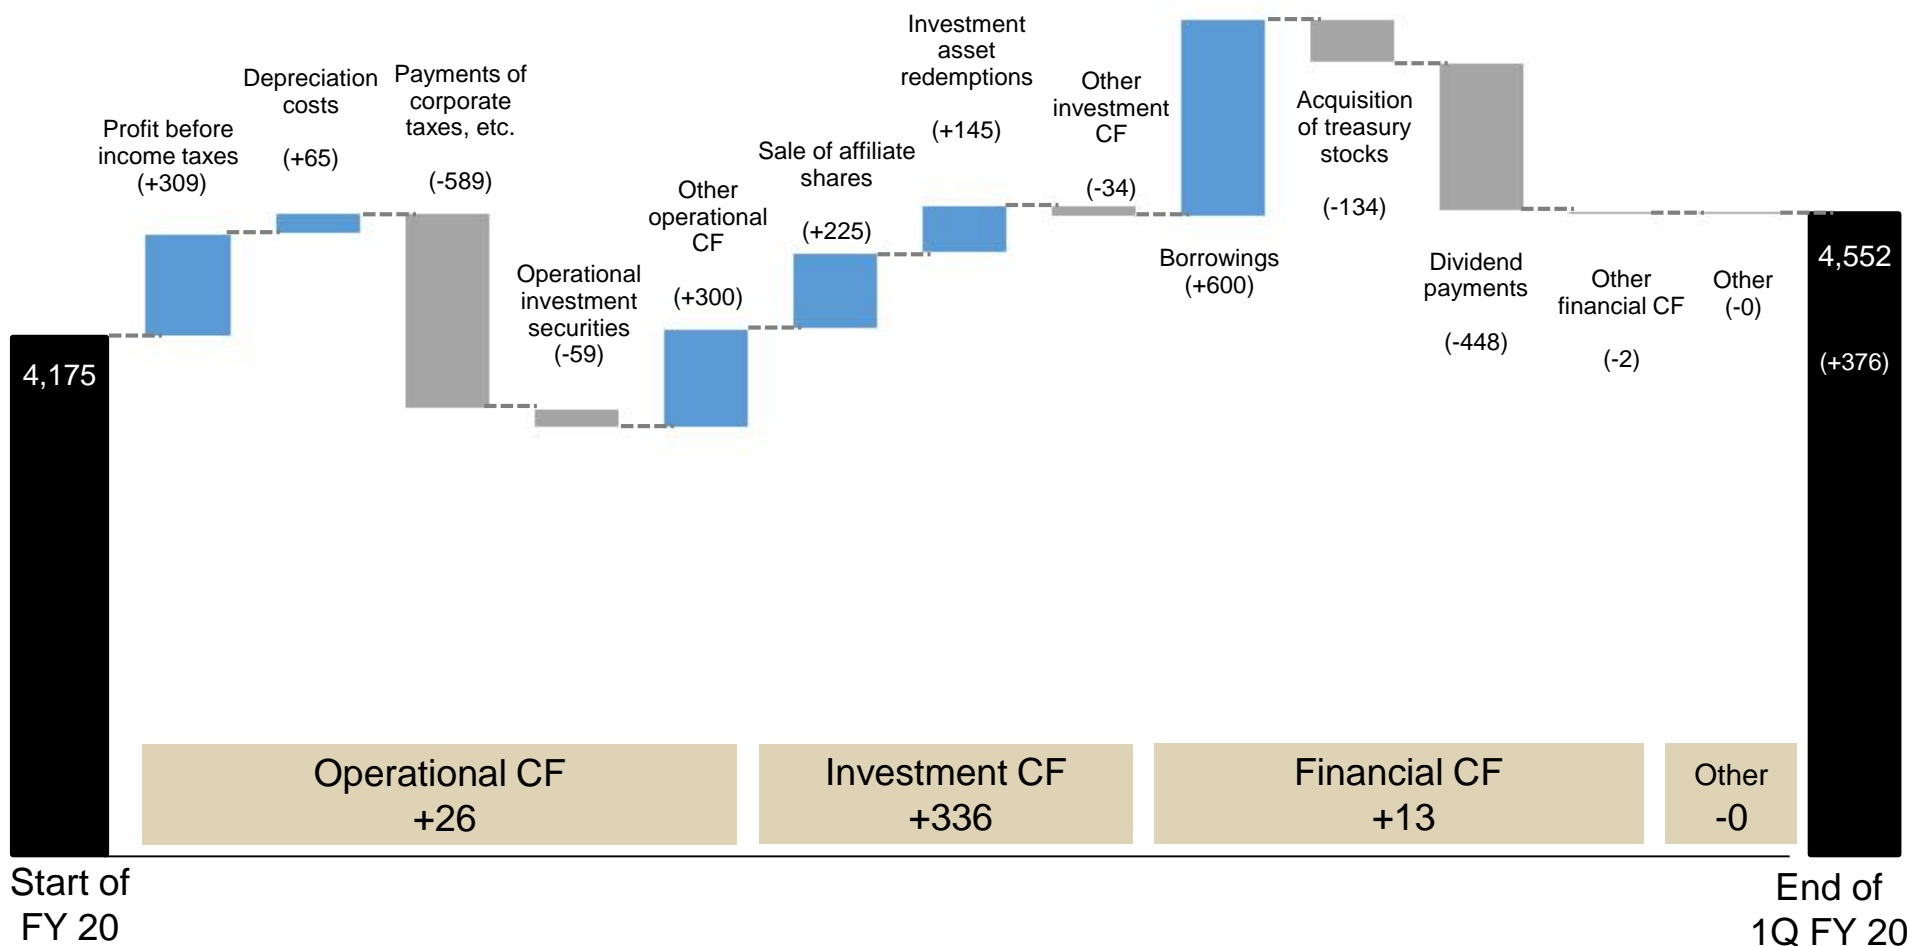 Profit before
income taxes
(+309)
Depreciation
costs
(+65)
Payments of
corporate
taxes, etc.
(-589)
Operational
investment
securities
(-59)
Other
operational
CF
(+300)
Sale of affiliate
shares
(+225)
Investment
asset
redemptions
(+145)
Other
investment
CF
(-34)
Borrowings
(+600)
Acquisition
of treasury
stocks
(-134)
Dividend
payments
(-448)
Other
financial CF
(-2)
Other
(-0)
4,175
4,552
(+376)
Operational CF
+26
Investment CF
+336
Financial CF
+13
Other
-0
Start of
FY 20
End of
1Q FY 20